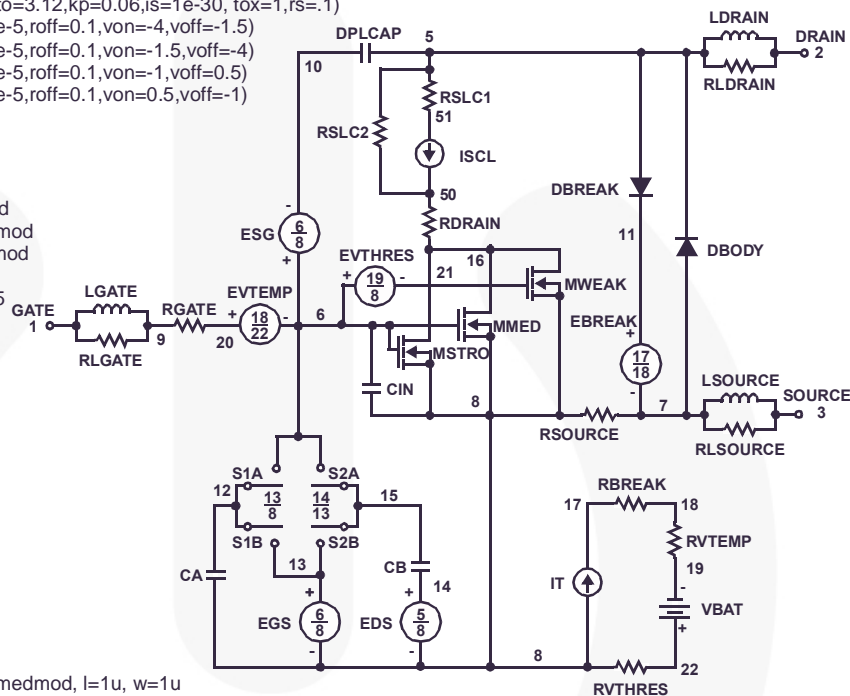 to=3.12,kp=0.06,is=1e-30, tox=1,rs=.1)
e-5,roff=0.1,von=-4,voff=-1.5)
e-5,roff=0.1,von=-1.5,voff=-4)
e-5,roff=0.1,von=-1,voff=0.5)
e-5,roff=0.1,von=0.5,voff=-1)
d
mod
mod
5
LDRAIN
DRAIN
2
RLDRAIN
DPLCAP
5
10
RSLC1
51
RSLC2
ISCL
50
RDRAIN
DBREAK
11
DBODY
ESG
-
6
8
+
EVTHRES
+
19
8
-
21
16
MWEAK
LGATE
GATE
1
RLGATE
9
RGATE
20
EVTEMP
+
18
22
-
6
MMED
MSTRO
EBREAK
+
17
18
-
CIN
8
RSOURCE
7
LSOURCE
SOURCE
3
RLSOURCE
S1A
S2A
12
13
8
14
13
15
S1B
S2B
13
CA
CB
14
+
EGS
6
8
-
+
EDS
5
8
-
RBREAK
17
18
RVTEMP
19
IT
-
VBAT
+
8
22
RVTHRES
medmod, l=1u, w=1u